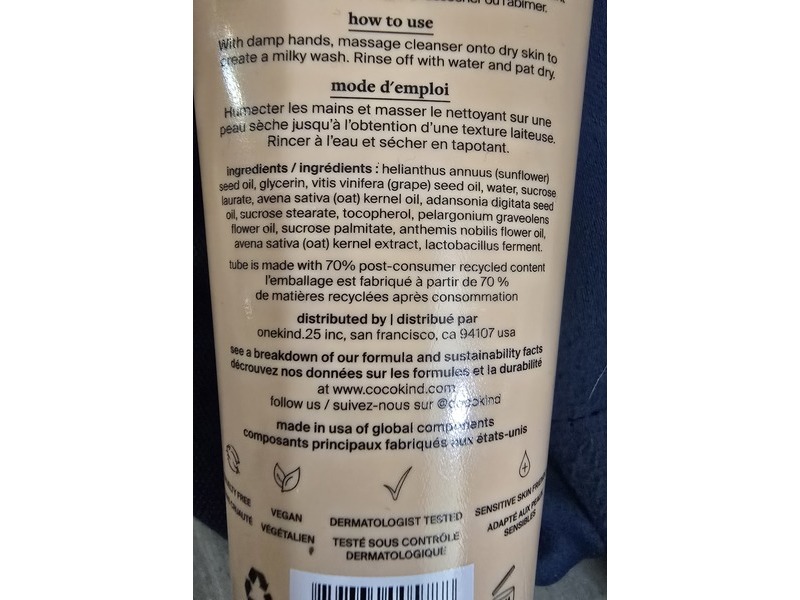 ou l'abîmer.
how to use
With damp hands, massage cleanser onto dry skin to
create a milky wash. Rinse off with water and pat dry.
mode d'emploi
Humecter les mains et masser le nettoyant sur une
peau sèche jusqu'à l'obtention d'une texture laiteuse.
Rincer à l'eau et sécher en tapotant.
ingredients / ingrédients : helianthus annuus (sunflower)
seed oil, glycerin, vitis vinifera (grape) seed oil, water, sucrose
laurate, avena sativa (oat) kernel oil, adansonia digitata seed
oil, sucrose stearate, tocopherol, pelargonium graveolens
flower oil, sucrose palmitate, anthemis nobilis flower oil,
avena sativa (oat) kernel extract, lactobacillus ferment.
tube is made with 70% post-consumer recycled content
l'emballage est fabriqué à partir de 70 %
de matières recyclées après consommation
distributed by | distribué par
onekind.25 inc, san francisco, ca 94107 usa
see a breakdown of our formula and sustainability facts
découvrez nos données sur les formules et la durabilité
at www.cocokind.com
follow us / suivez-nous sur @cocokind
made in usa of global components
composants principaux fabriqués aux états-unis
FREE
VEGAN
VÉGÉTALIEN
DERMATOLOGIST TESTED
TESTÉ SOUS CONTRÔLE
DERMATOLOGIQUE
SENSITIVE SKIN
ADAPTÉ AUX
SENSIBLES